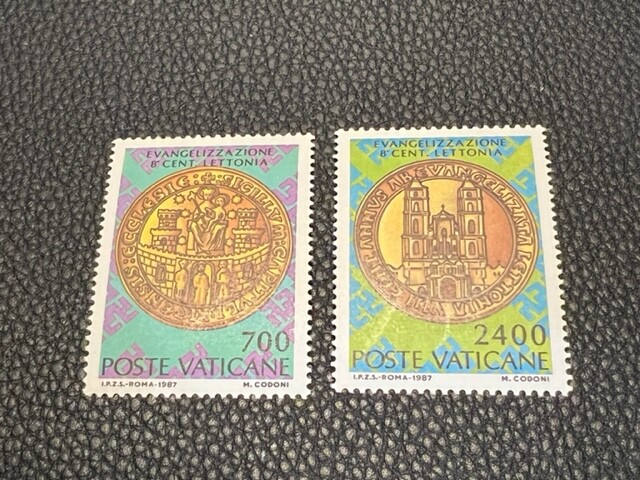 EVANGELIZZAZIONE
8° CENT. LETTONIA
700
POSTE VATICANE
I.P.Z.S.-ROMA-1987 M. CODONI
EVANGELIZZAZIONE
8° CENT. LETTONIA
2400
POSTE VATICANE
I.P.Z.S.-ROMA-1987 M. CODONI